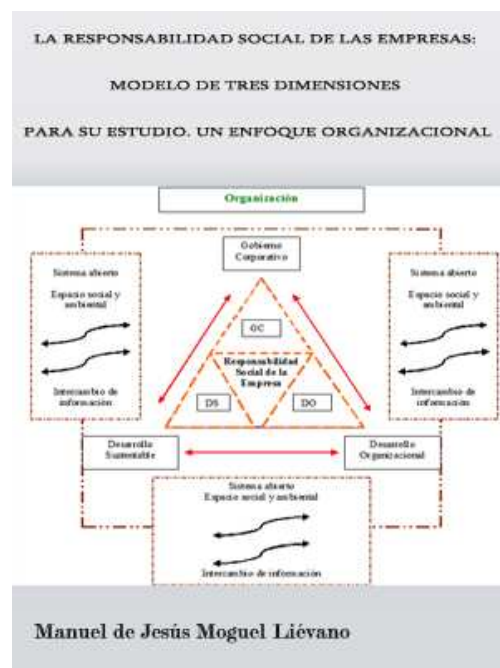 LA RESPONSABILIDAD SOCIAL DE LAS EMPRESAS:
MODELO DE TRES DIMENSIONES
PARA SU ESTUDIO. UN ENFOQUE ORGANIZACIONAL
Organización
Gobierno
Corporativo
Sistema abierto
Espacio social y
ambiental
Intercambio de
información
Sistema abierto
Espacio social y
ambiental
Intercambio de
información
GC
Responsabilidad
Social de la
Empresa
DS
DO
Desarrollo
Sustentable
Desarrollo
Organizacional
Sistema abierto
Espacio social y ambiental
Intercambio de información
Manuel de Jesús Moguel Liévano